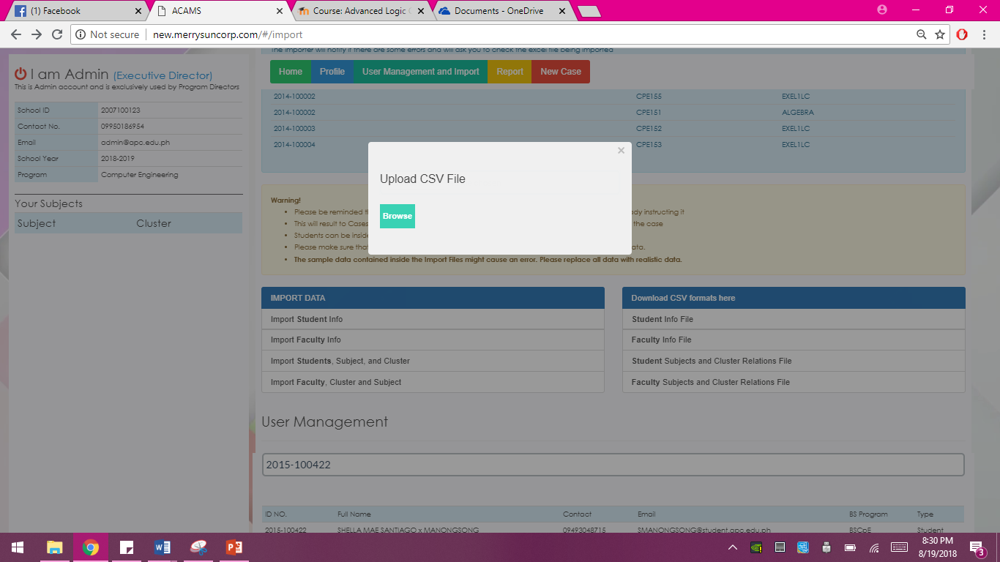 (1) Facebook
ACAMS
Course: Advanced Logic
Documents - OneDrive
Not secure
new.merrysuncorp.com/#/import
The Importer will notify if there are some errors and will ask you to check the excel file being imported
I am Admin (Executive Director)
This is Admin account and is exclusively used by Program Directors
School ID 2007100123
Contact No. 09950186954
Email admin@apc.edu.ph
School Year 2018-2019
Program Computer Engineering
Your Subjects
Subject Cluster
Home Profile User Management and Import Report New Case
2014-100002 CPE155 EXEL1LC
2014-100002 CPE151 ALGEBRA
2014-100003 CPE152 EXEL1LC
2014-100004 CPE153 EXEL1LC
Upload CSV File
Browse
Warning!
Please be reminded dy instructing it
This will result to Cases the case
Students can be
Please make sure ata.
The sample data contained inside the Import Files might cause an error. Please replace all data with realistic data.
IMPORT DATA
Import Student Info
Import Faculty Info
Import Students, Subject, and Cluster
Import Faculty, Cluster and Subject
Download CSV formats here
Student Info File
Faculty Info File
Student Subjects and Cluster Relations File
Faculty Subjects and Cluster Relations File
User Management
2015-100422
ID NO. Full Name Contact Email BS Program Type
2015-100422 SHELLA MAE SANTIAGO x MANONGSONG 09493048715 SMANONGSONG@student.apc.edu.ph BSCpE Student
8:30 PM
8/19/2018
3